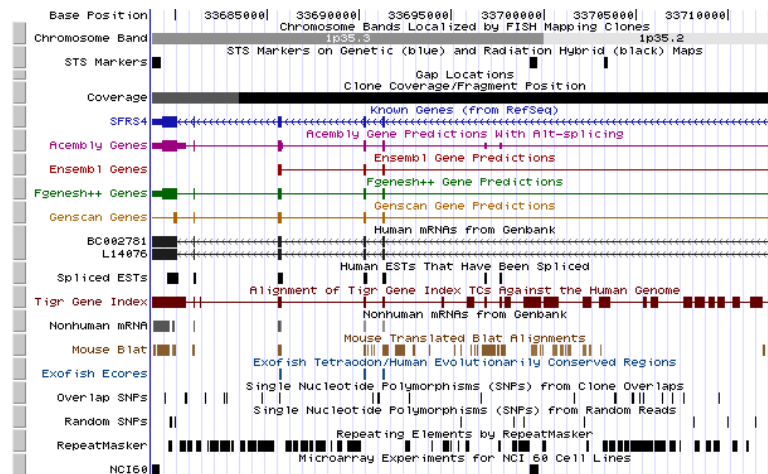 Base Position 33685000 33690000 33695000 33700000 33705000 33710000
Chromosome Bands Localized by FISH Mapping Clones
Chromosome Band 1p35.3 1p35.2
STS Markers on Genetic (blue) and Radiation Hybrid (black) Maps
STS Markers
Gap Locations
Clone Coverage/Fragment Position
Coverage
Known Genes (from RefSeq)
SFRS4
Acembly Gene Predictions With Alt-splicing
Acembly Genes
Ensembl Gene Predictions
Ensembl Genes
Fgenesh++ Gene Predictions
Fgenesh++ Genes
Genscan Gene Predictions
Genscan Genes
Human mRNAs from Genbank
BC002781
L14076
Human ESTs That Have Been Spliced
Spliced ESTs
Alignment of Tigr Gene Index TCs Against the Human Genome
Tigr Gene Index
Nonhuman mRNAs from Genbank
Nonhuman mRNA
Mouse Translated Blat Alignments
Mouse Blat
Exofish Tetraodon/Human Evolutionarily Conserved Regions
Exofish Ecores
Single Nucleotide Polymorphisms (SNPs) from Clone Overlaps
Overlap SNPs
Single Nucleotide Polymorphisms (SNPs) from Random Reads
Random SNPs
Repeating Elements by RepeatMasker
RepeatMasker
Microarray Experiments for NCI 60 Cell Lines
NCI60